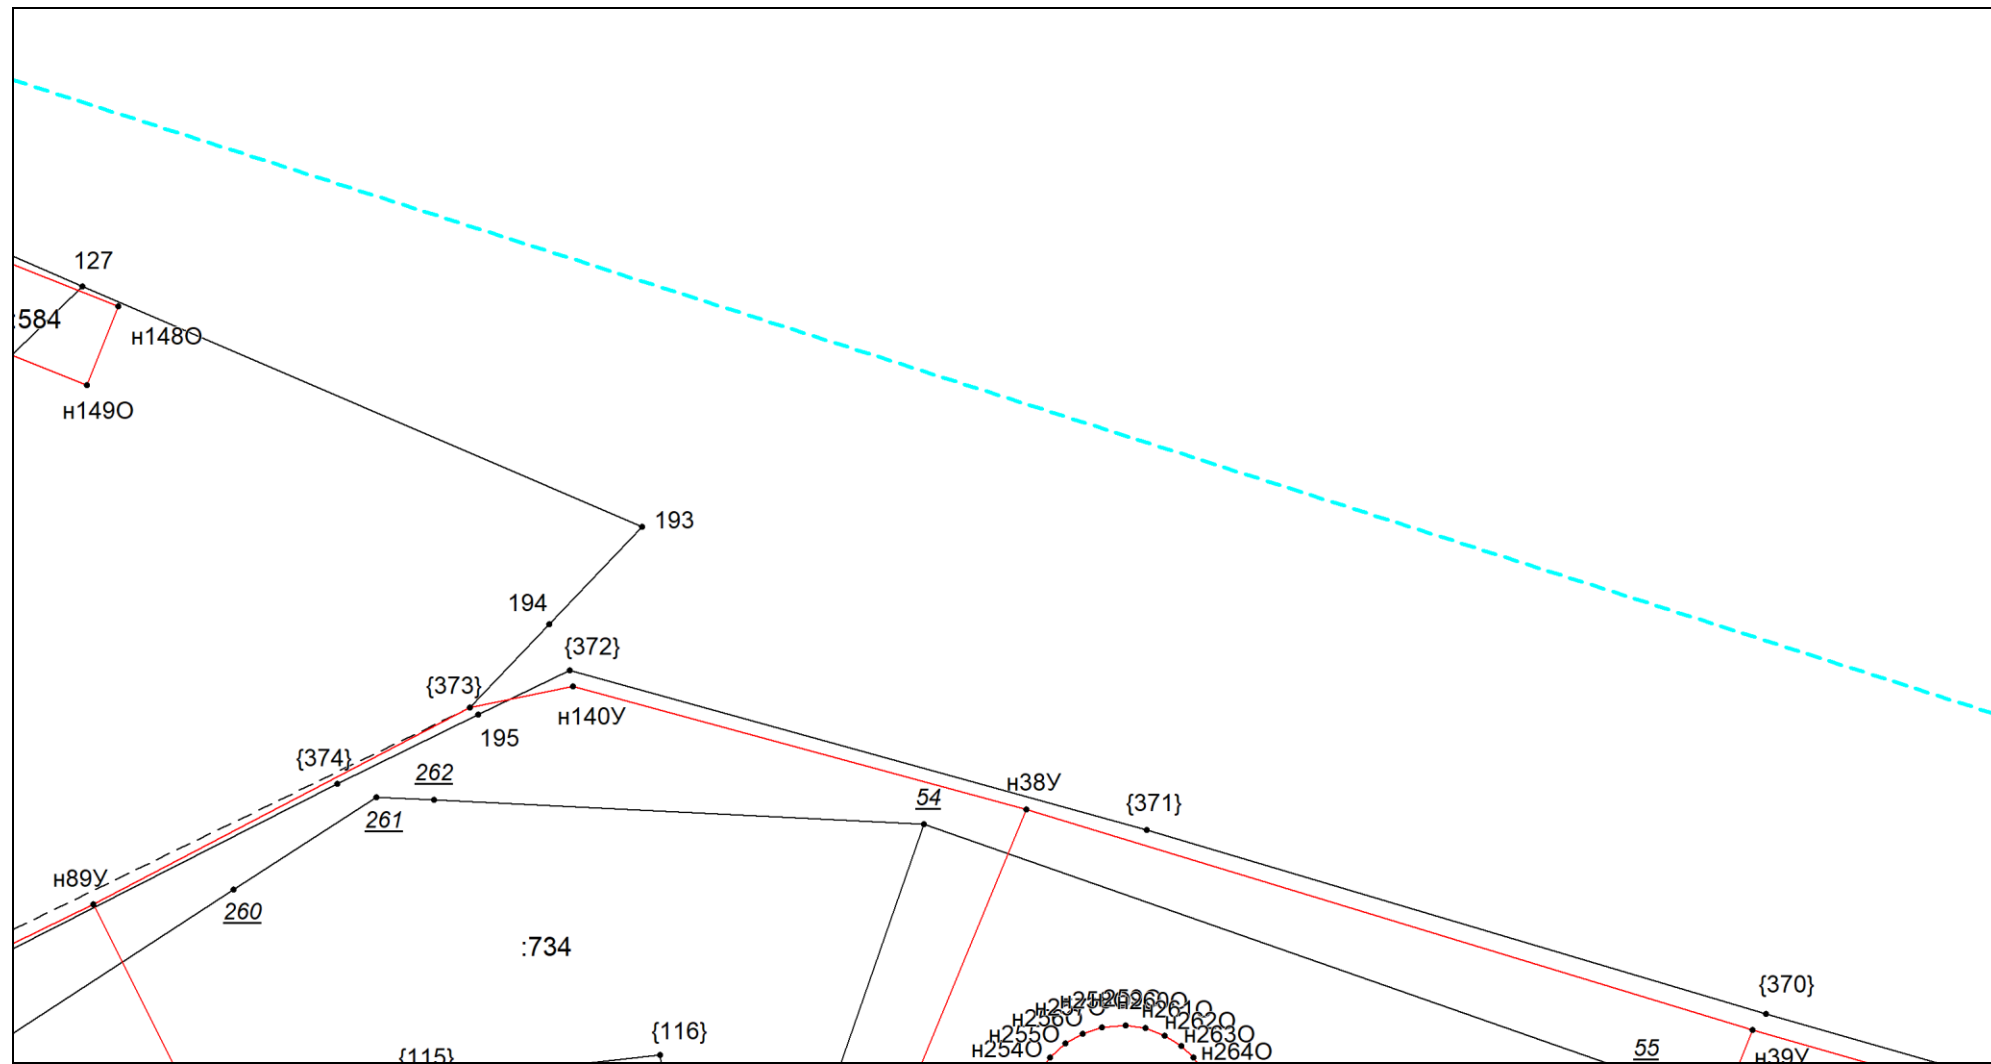 127
:584
н148О
н149О
193
194
{372}
{373}
н140У
195
{374}
262
н38У
54
{371}
261
н89У
260
:734
{370}
н260О
н261О
н256О
н262О
{116}
н255О
н263О
55
н254О
н264О
{115}
н39У